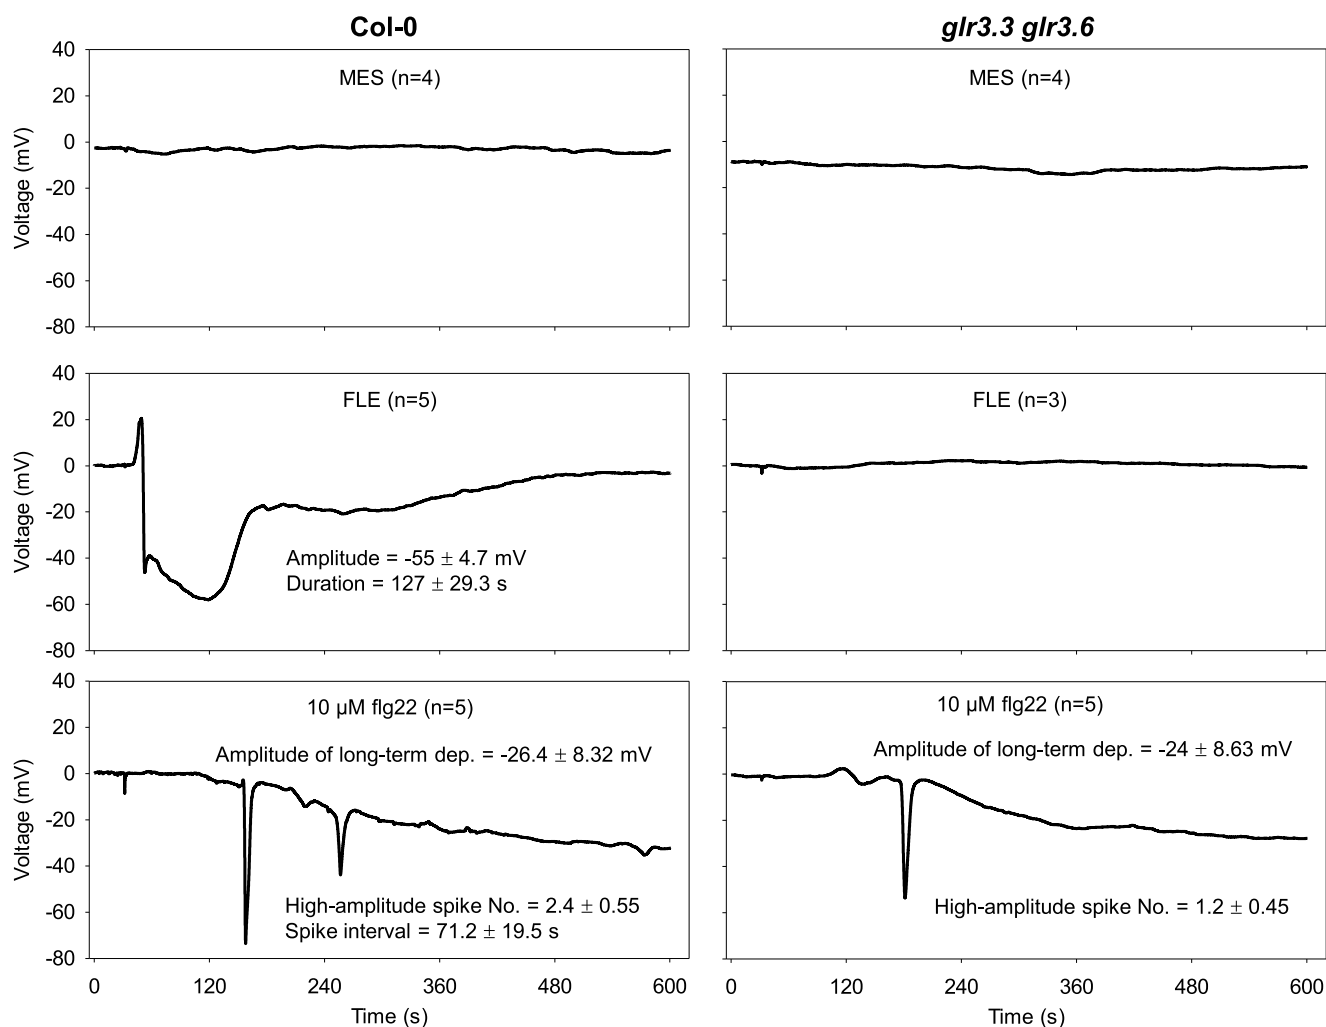 Col-0
glr3.3 glr3.6
40
20
0
-20
-40
-60
-80
Voltage (mV)
MES (n=4)
MES (n=4)
40
20
0
-20
-40
-60
-80
Voltage (mV)
FLE (n=5)
Amplitude = -55 ± 4.7 mV
Duration = 127 ± 29.3 s
FLE (n=3)
40
20
0
-20
-40
-60
-80
Voltage (mV)
10 µM flg22 (n=5)
Amplitude of long-term dep. = -26.4 ± 8.32 mV
High-amplitude spike No. = 2.4 ± 0.55
Spike interval = 71.2 ± 19.5 s
0 120 240 360 480 600
Time (s)
10 µM flg22 (n=5)
Amplitude of long-term dep. = -24 ± 8.63 mV
High-amplitude spike No. = 1.2 ± 0.45
0 120 240 360 480 600
Time (s)